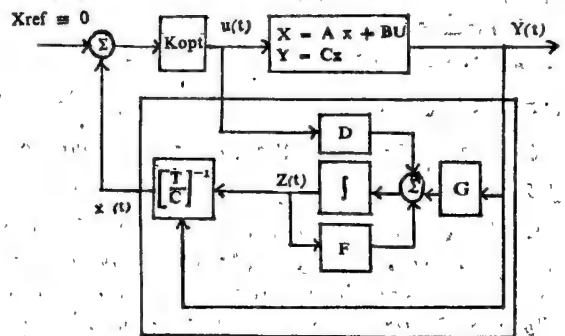 Xref ≡ 0
Σ
Kopt
u(t)
X = A x + BU
Y = Cx
Y(t)
D
[T/C]⁻¹
Z(t)
∫
Σ
G
x (t)
F